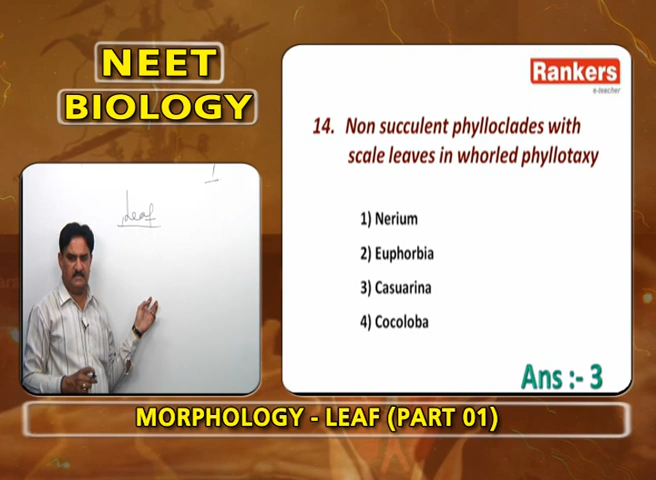 NEET
BIOLOGY
Rankers
e-teacher
14. Non succulent phylloclades with
scale leaves in whorled phyllotaxy
Leaf
1) Nerium
2) Euphorbia
3) Casuarina
4) Cocoloba
Ans :- 3
MORPHOLOGY - LEAF (PART 01)